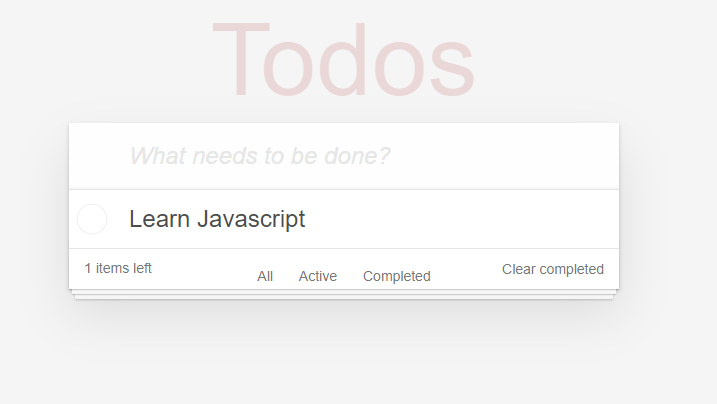 Todos
What needs to be done?
Learn Javascript
1 items left All Active Completed Clear completed